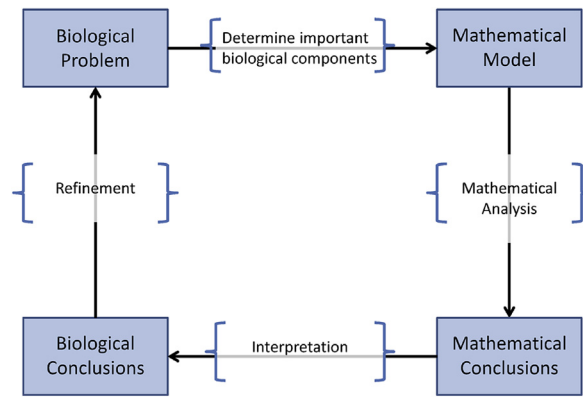 Biological
Problem
Determine important
biological components
Mathematical
Model
Refinement
Mathematical
Analysis
Biological
Conclusions
Interpretation
Mathematical
Conclusions